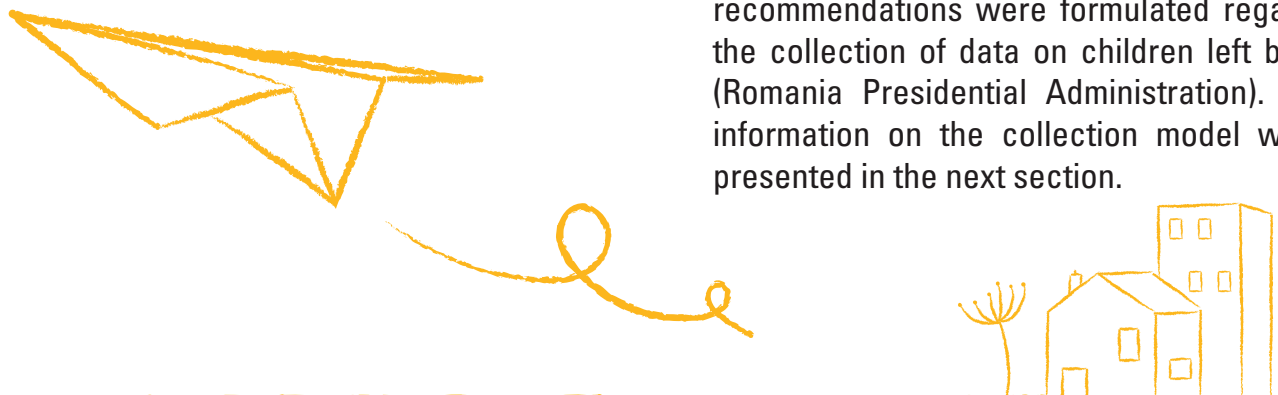 recommendations were formulated rega
the collection of data on children left b
(Romania Presidential Administration).
information on the collection model w
presented in the next section.